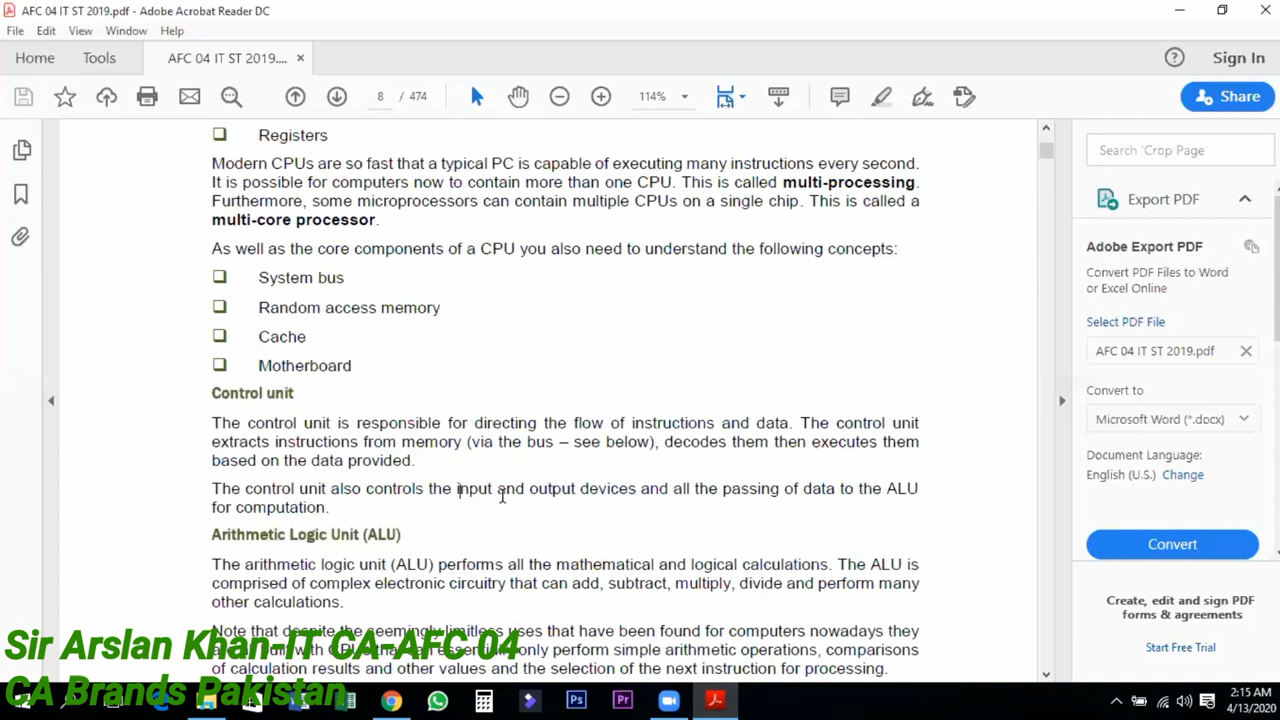 AFC 04 IT ST 2019.pdf - Adobe Acrobat Reader DC
File Edit View Window Help
Home Tools AFC 04 IT ST 2019.... × Sign In
8 / 474 114% Share
Registers
Modern CPUs are so fast that a typical PC is capable of executing many instructions every second.
It is possible for computers now to contain more than one CPU. This is called multi-processing.
Furthermore, some microprocessors can contain multiple CPUs on a single chip. This is called a
multi-core processor.
As well as the core components of a CPU you also need to understand the following concepts:
System bus
Random access memory
Cache
Motherboard
Control unit
The control unit is responsible for directing the flow of instructions and data. The control unit
extracts instructions from memory (via the bus – see below), decodes them then executes them
based on the data provided.
The control unit also controls the input and output devices and all the passing of data to the ALU
for computation.
Arithmetic Logic Unit (ALU)
The arithmetic logic unit (ALU) performs all the mathematical and logical calculations. The ALU is
comprised of complex electronic circuitry that can add, subtract, multiply, divide and perform many
other calculations.
Note that despite the seemingly limitless uses that have been found for computers nowadays they
only perform simple arithmetic operations, comparisons
of calculation results and other values and the selection of the next instruction for processing.
Search 'Crop Page'
Export PDF
Adobe Export PDF
Convert PDF Files to Word
or Excel Online
Select PDF File
AFC 04 IT ST 2019.pdf
Convert to
Microsoft Word (*.docx)
Document Language:
English (U.S.) Change
Convert
Create, edit and sign PDF
forms & agreements
Start Free Trial
Sir Arslan Khan-IT CA-AFC 04
CA Brands Pakistan
Ps Pr
2:15 AM
4/13/2020